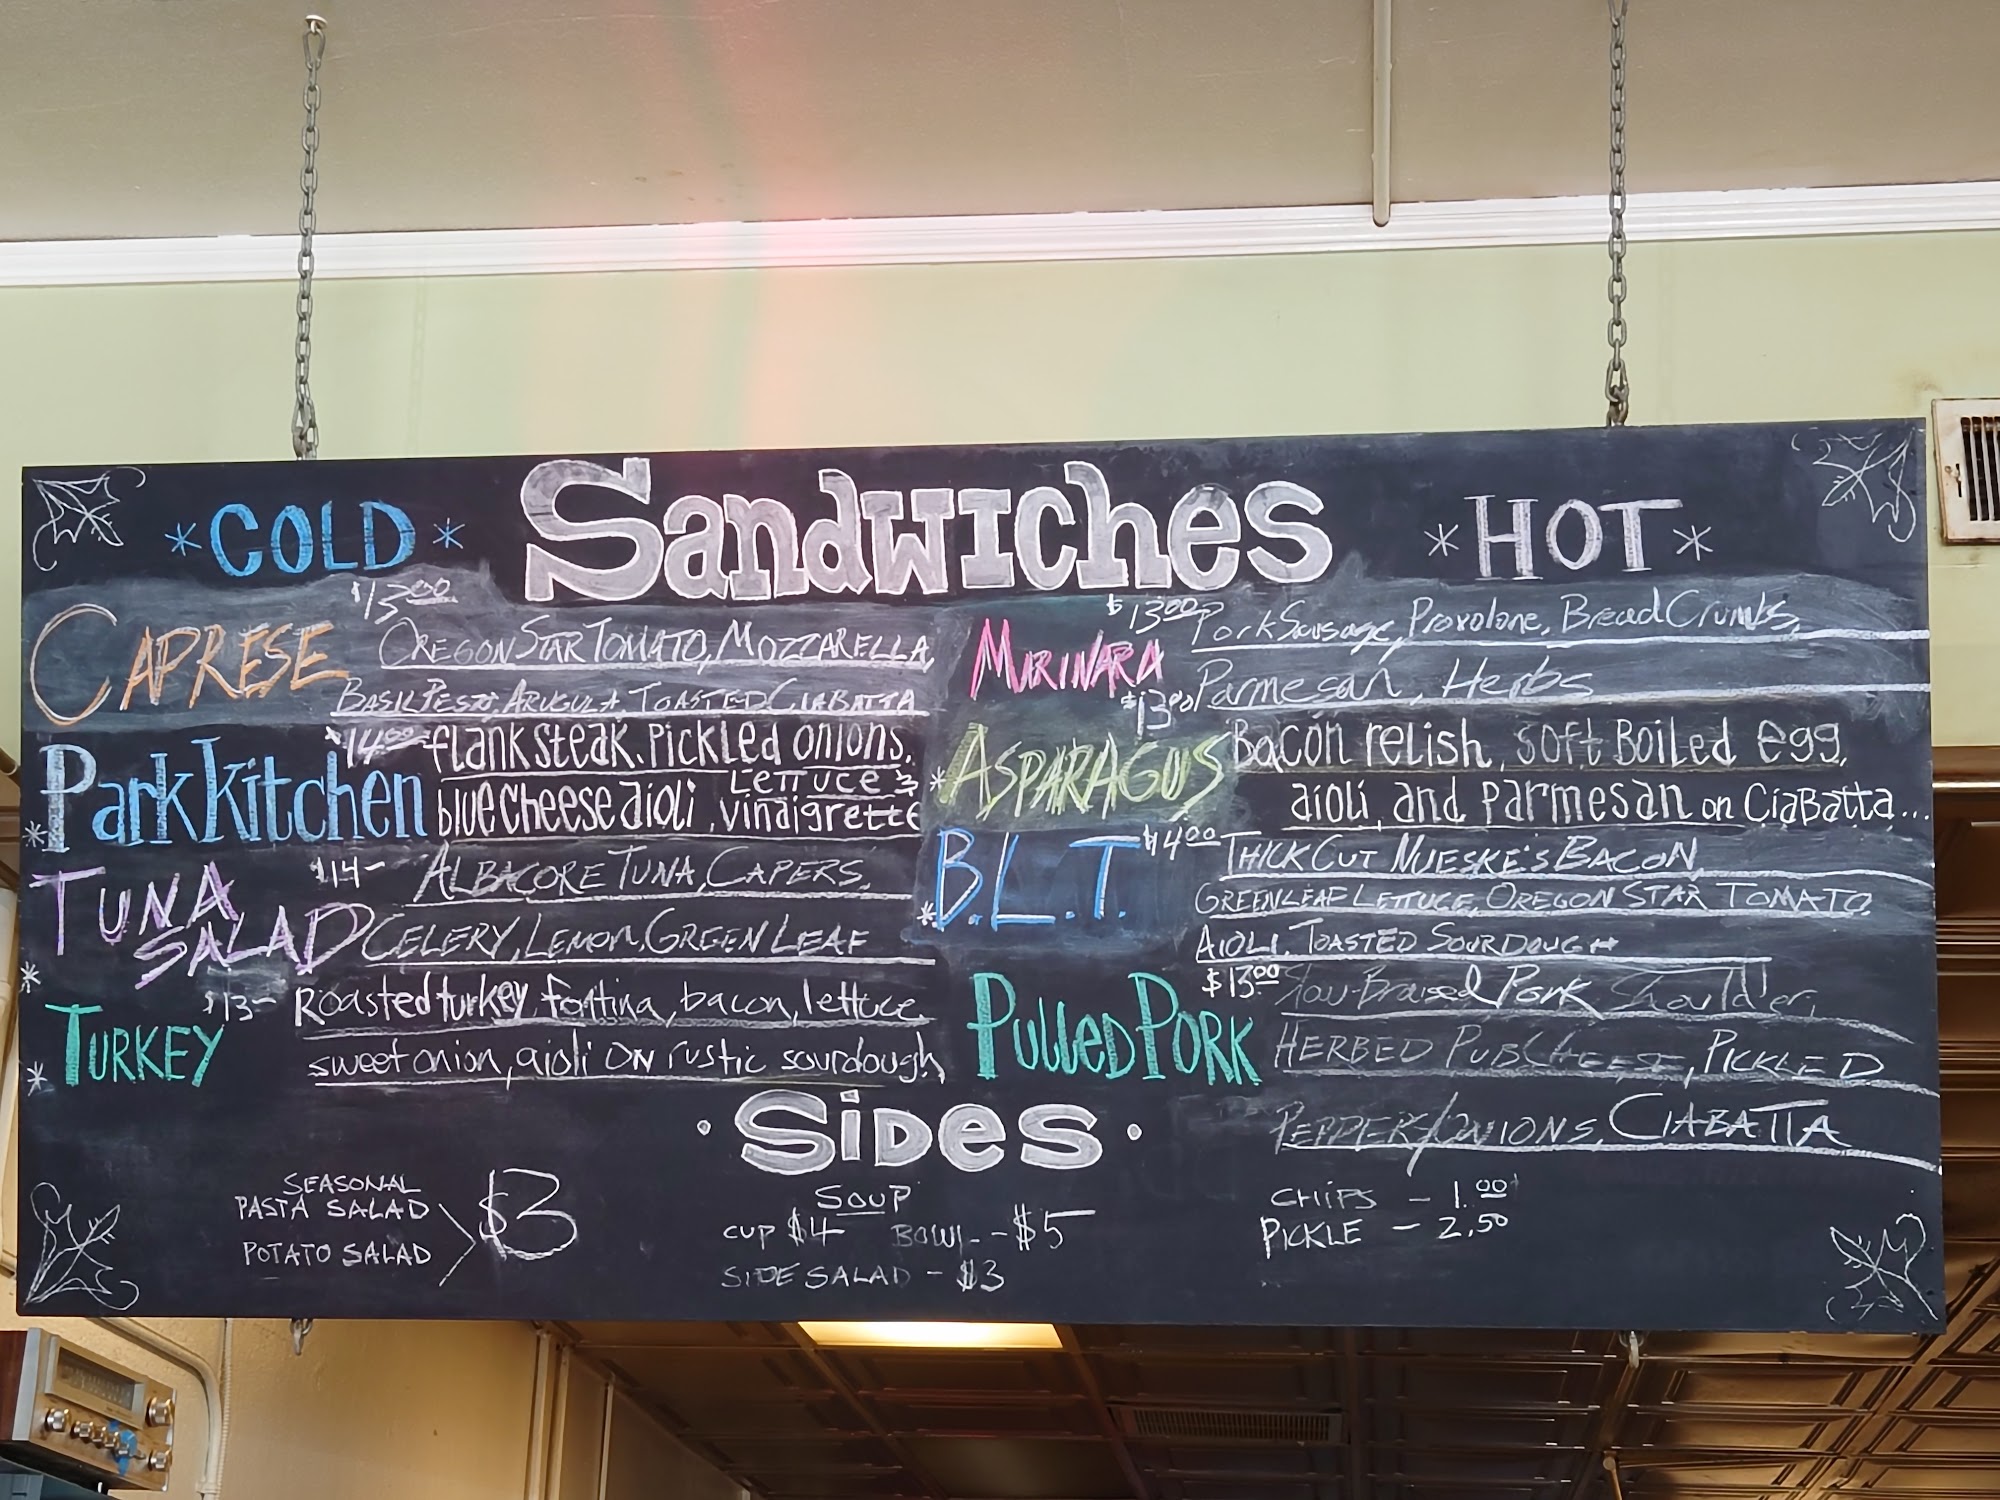 *COLD*
Sandwiches
*HOT*
CAPRESE $13.00 OREGON STAR TOMATO, MOZZARELLA,
BASIL PESTO, ARUGULA, TOASTED CIABATTA
*Park Kitchen $14.00 flank steak, Pickled onions,
Lettuce &
blue cheese aioli, vinaigrette
*TUNA SALAD $14- ALBACORE TUNA, CAPERS,
CELERY, LEMON, GREEN LEAF
*TURKEY $13- Roasted turkey, fontina, bacon, lettuce
sweet onion, aioli ON rustic sourdough
MARINARA $13.00 Pork Sausage, Provolone, Bread Crumbs,
Parmesan, Herbs
*ASPARAGUS $13.00 Bacon relish, soft Boiled egg,
aioli, and Parmesan on Ciabatta...
*B.L.T. $14.00 THICK CUT NUESKE'S BACON,
GREENLEAF LETTUCE, OREGON STAR TOMATO,
AIOLI, TOASTED SOURDOUGH
PULLED PORK $13.00 Slow-Braised Pork Shoulder,
HERBED PUB CHEESE, PICKLED
PEPPER/ONIONS, CIABATTA
·Sides·
SEASONAL
PASTA SALAD
POTATO SALAD
$3
SOUP
CUP $4 BOWL - $5
SIDE SALAD - $3
CHIPS - 1.00
PICKLE - 2.50